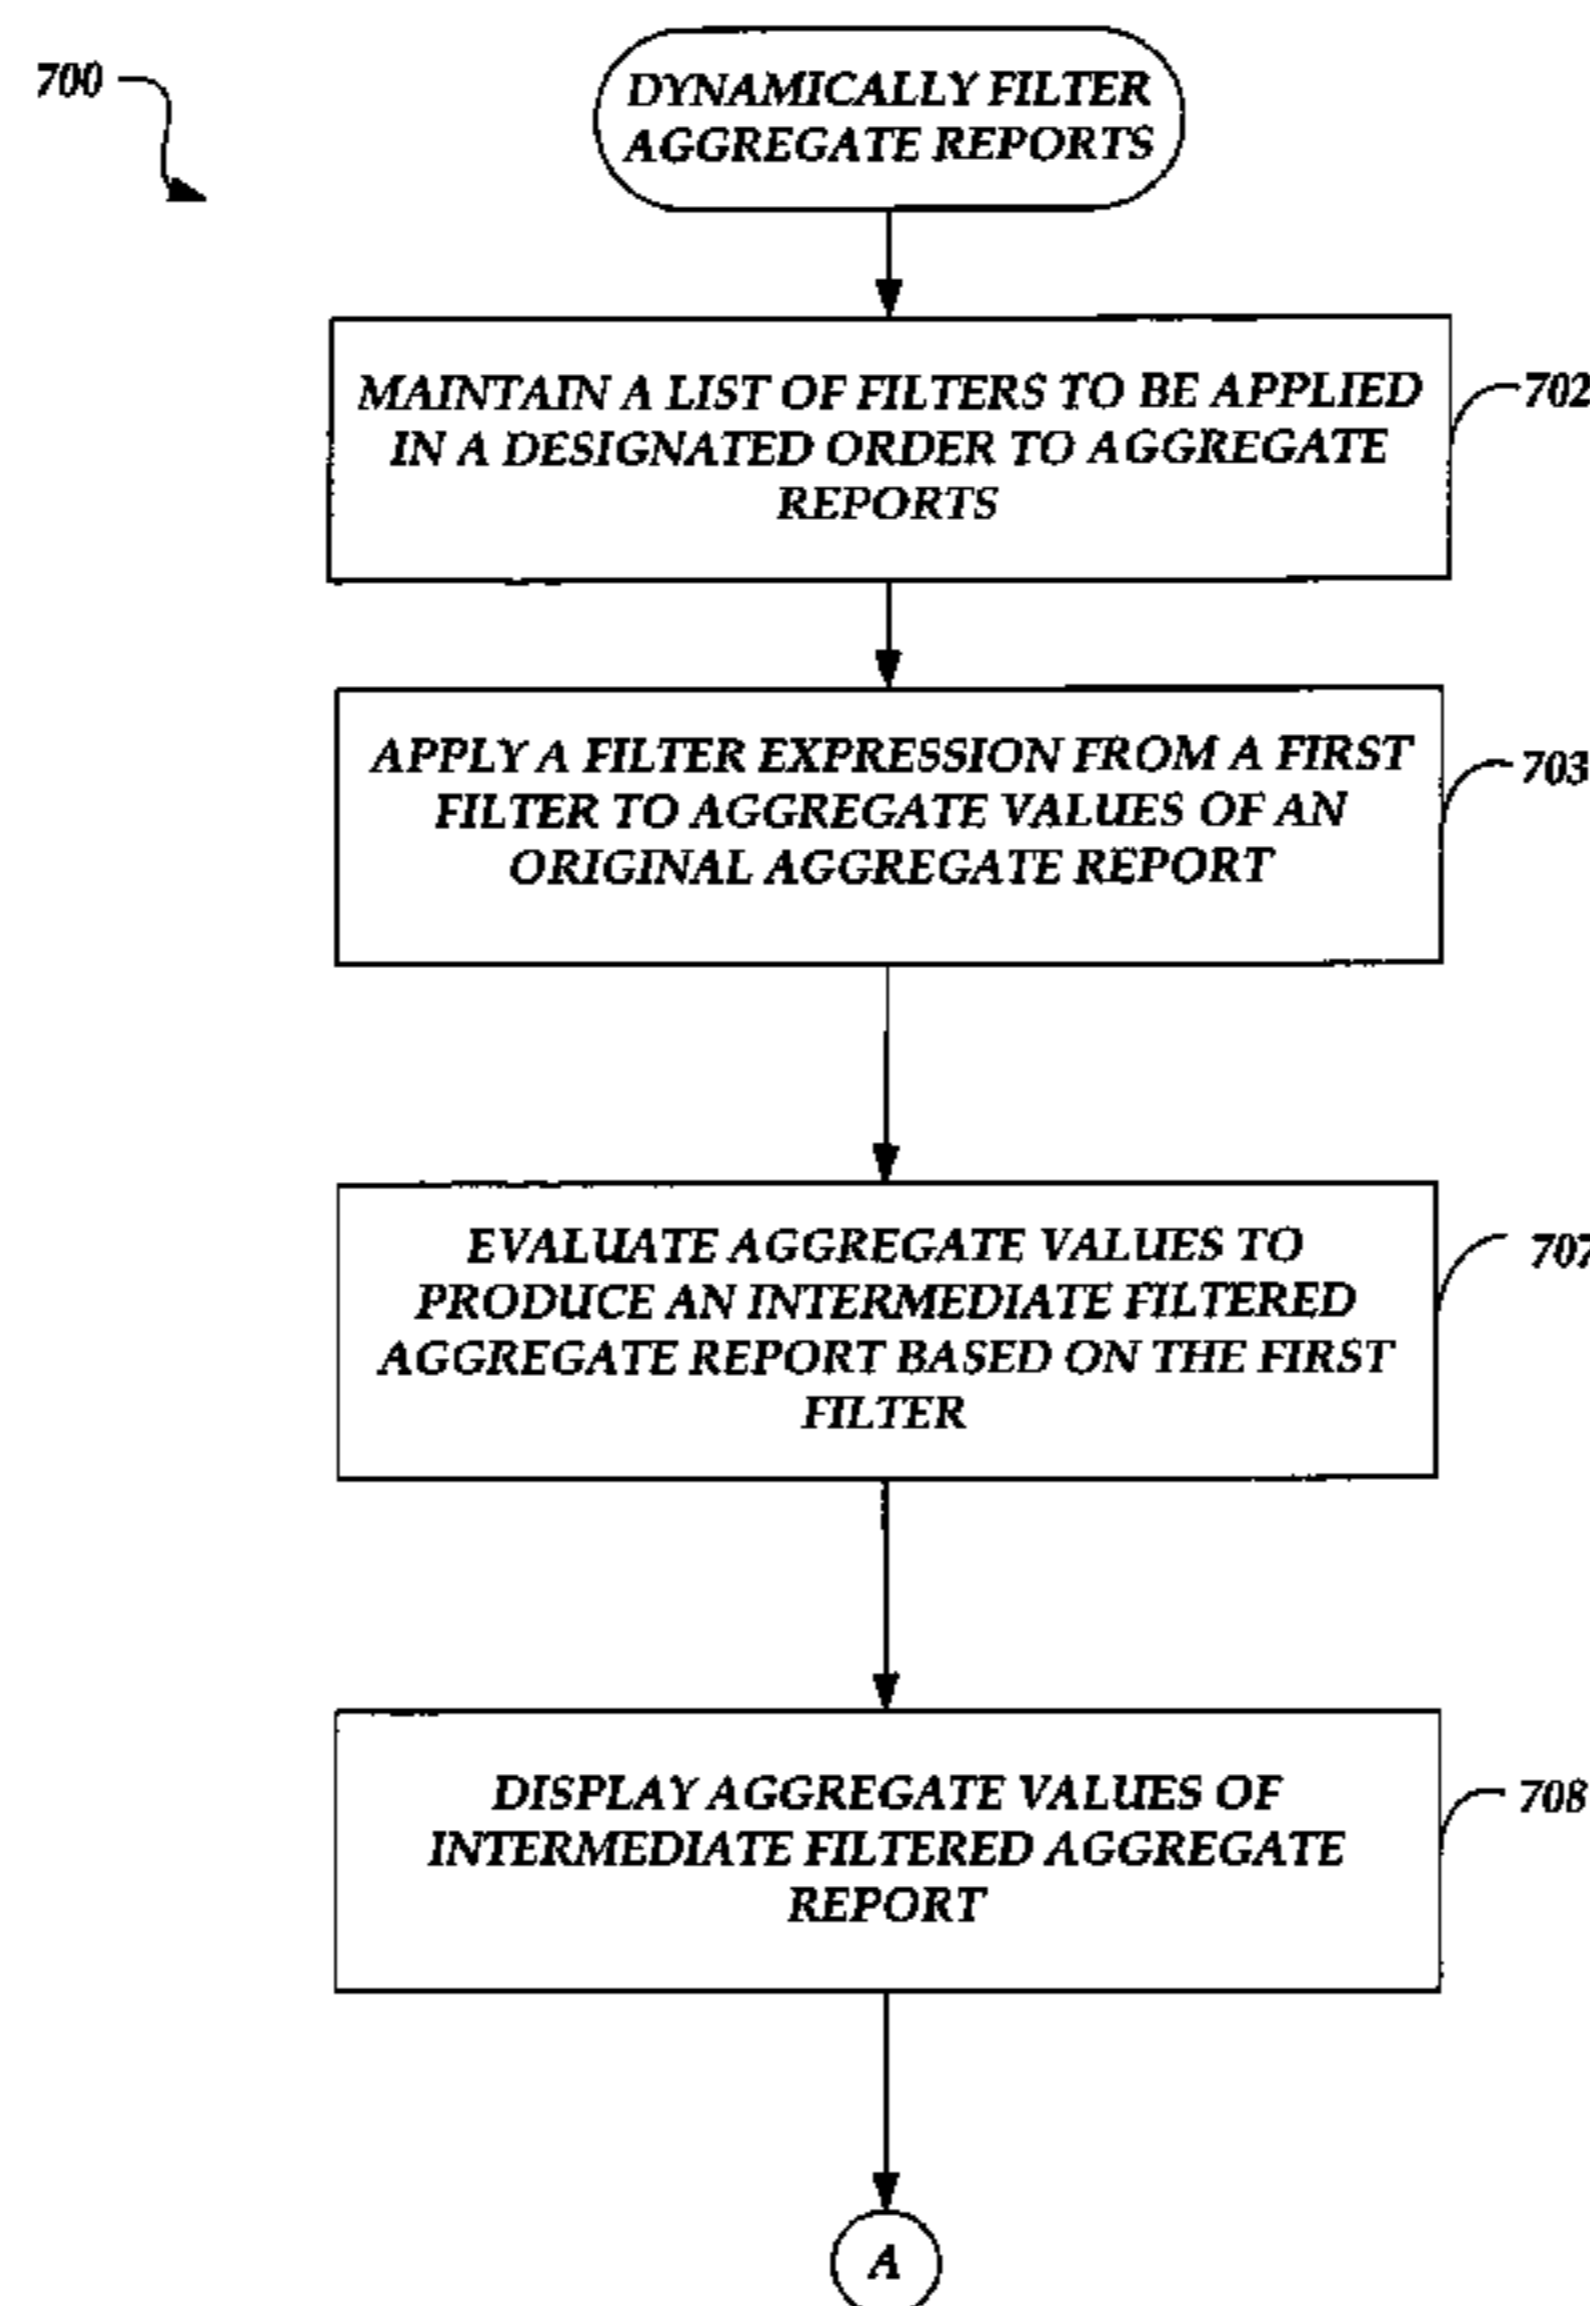 700
DYNAMICALLY FILTER
AGGREGATE REPORTS
MAINTAIN A LIST OF FILTERS TO BE APPLIED
IN A DESIGNATED ORDER TO AGGREGATE
REPORTS
702
APPLY A FILTER EXPRESSION FROM A FIRST
FILTER TO AGGREGATE VALUES OF AN
ORIGINAL AGGREGATE REPORT
703
EVALUATE AGGREGATE VALUES TO
PRODUCE AN INTERMEDIATE FILTERED
AGGREGATE REPORT BASED ON THE FIRST
FILTER
707
DISPLAY AGGREGATE VALUES OF
INTERMEDIATE FILTERED AGGREGATE
REPORT
708
A